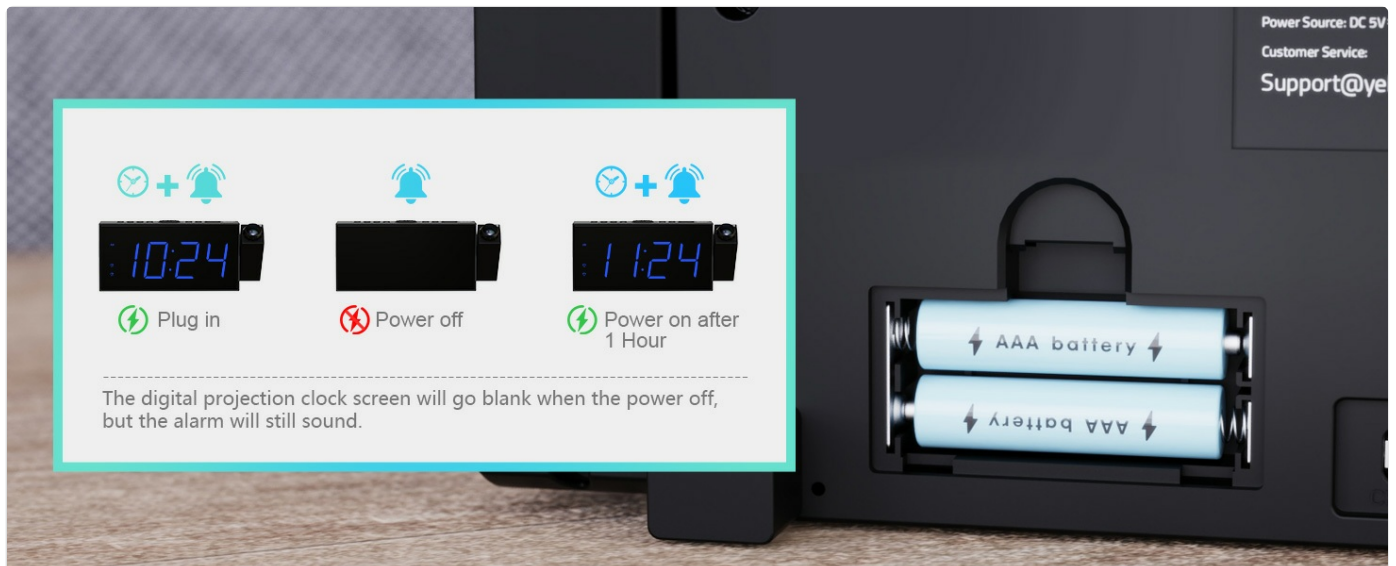 Power Source: DC 5V
Customer Service:
Support@ye
10:24
11:24
Plug in
Power off
Power on after
1 Hour
The digital projection clock screen will go blank when the power off,
but the alarm will still sound.
AAA battery
AAA battery